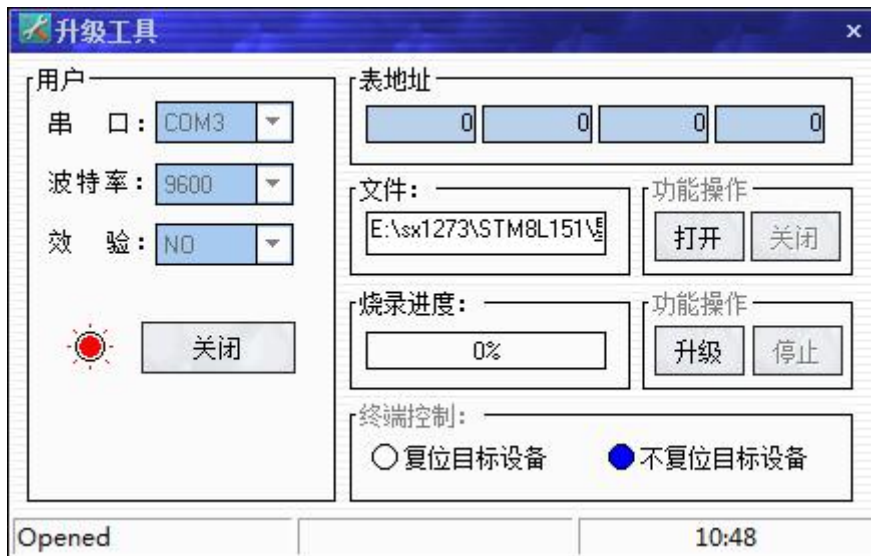 升级工具
用户
串 口: COM3
波特率: 9600
效 验: NO
关闭
表地址
0 0 0 0
文件:
E:\sx1273\STM8L151\
功能操作
打开 关闭
烧录进度:
0%
功能操作
升级 停止
终端控制:
复位目标设备 不复位目标设备
Opened 10:48